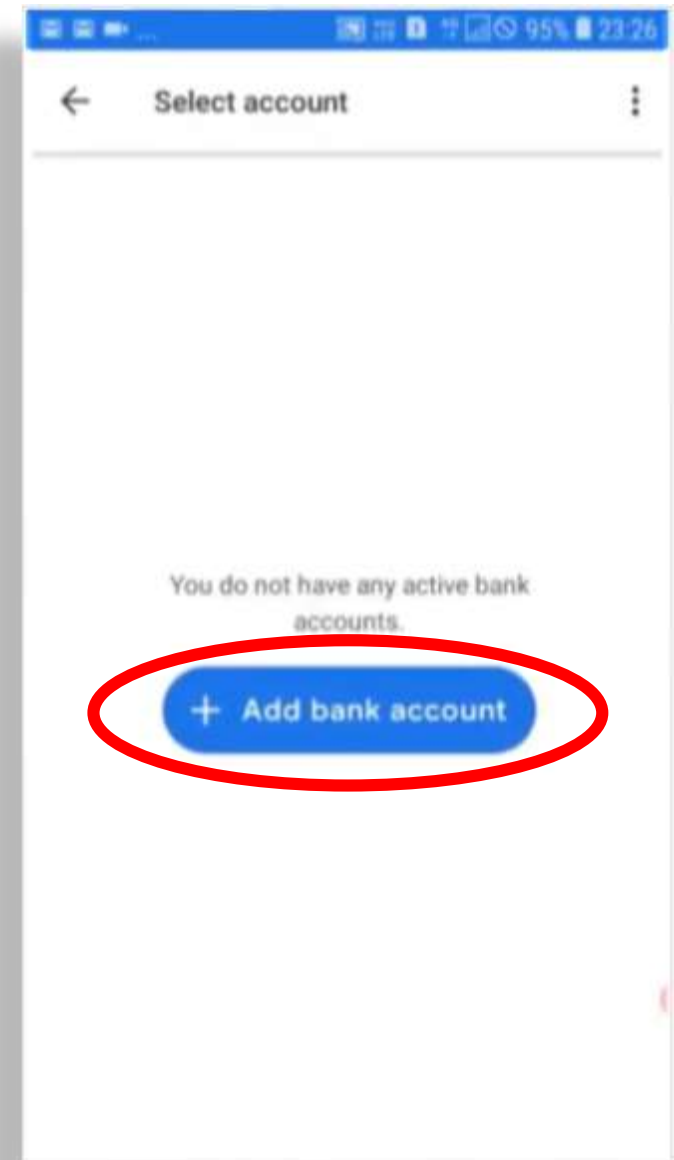 ... 95% 23:26
Select account
You do not have any active bank
accounts.
+ Add bank account